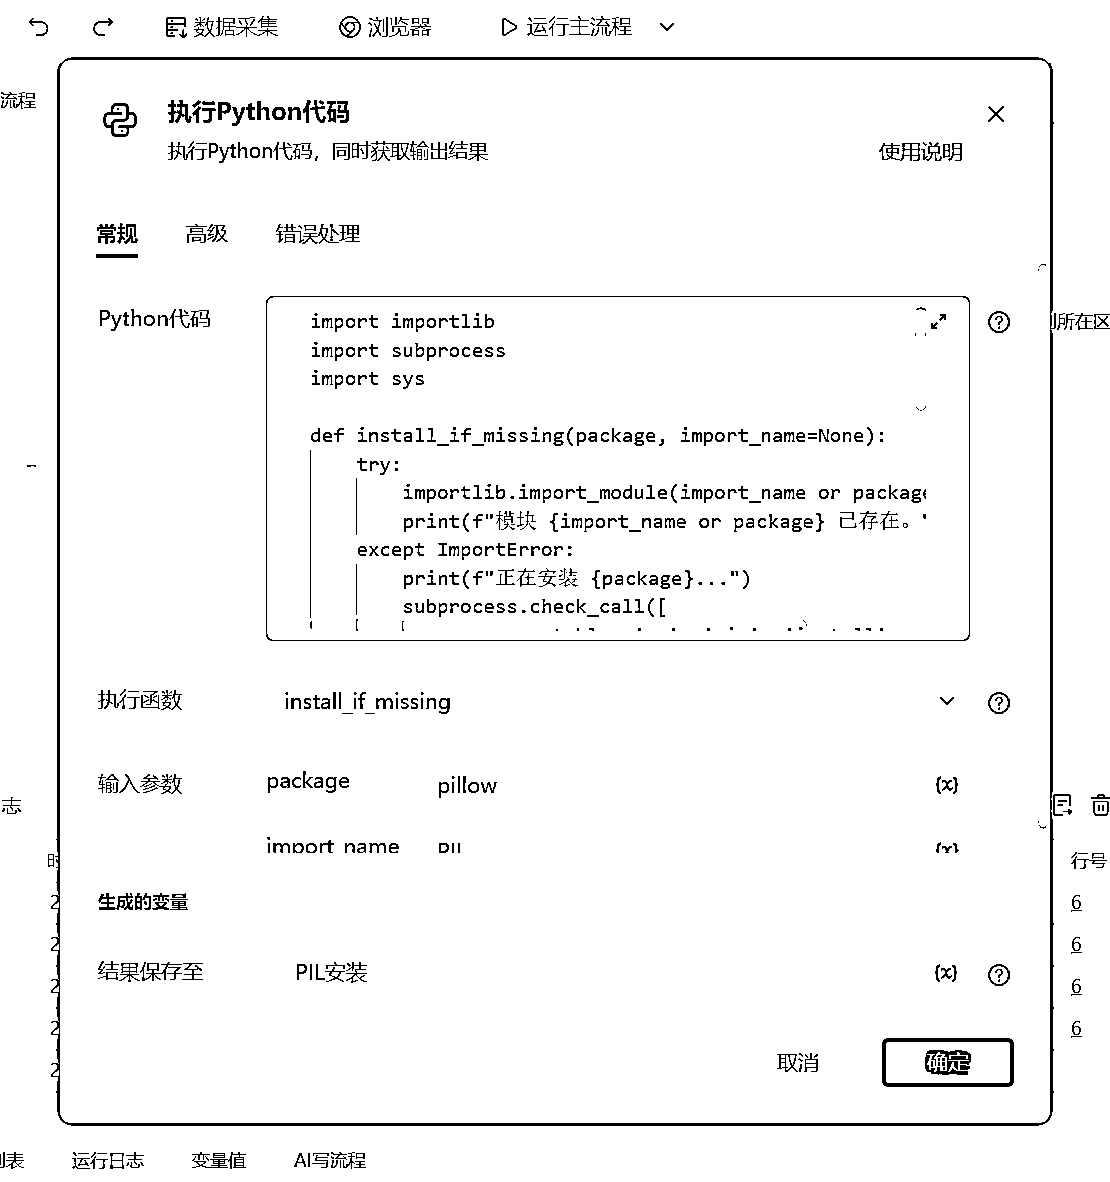 数据采集 浏览器 运行主流程
流程
执行Python代码
执行Python代码，同时获取输出结果
使用说明
常规 高级 错误处理
Python代码
import importlib
import subprocess
import sys
def install_if_missing(package, import_name=None):
try:
importlib.import_module(import_name or package
print(f"模块 {import_name or package} 已存在。"
except ImportError:
print(f"正在安装 {package}...")
subprocess.check_call([
所在区
执行函数 install_if_missing
输入参数 package pillow {x}
志
import_name PIL {x}
行号
生成的变量
2 6
2 6
结果保存至 PIL安装 {x}
2 6
2 6
取消 确定
2
列表 运行日志 变量值 AI写流程